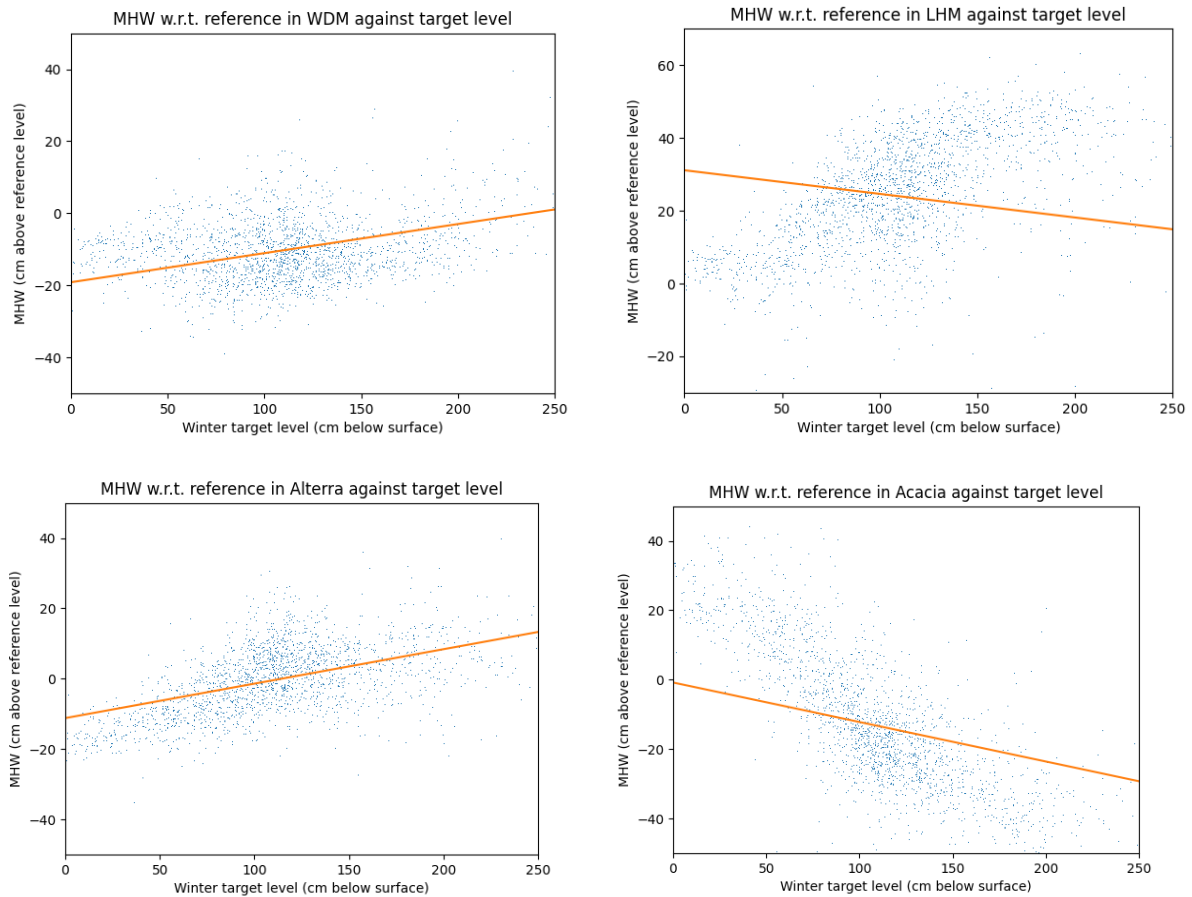 MHW w.r.t. reference in WDM against target level
MHW (cm above reference level)
40
20
0
−20
−40
0 50 100 150 200 250
Winter target level (cm below surface)
MHW w.r.t. reference in LHM against target level
MHW (cm above reference level)
60
40
20
0
−20
0 50 100 150 200 250
Winter target level (cm below surface)
MHW w.r.t. reference in Alterra against target level
MHW (cm above reference level)
40
20
0
−20
−40
0 50 100 150 200 250
Winter target level (cm below surface)
MHW w.r.t. reference in Acacia against target level
MHW (cm above reference level)
40
20
0
−20
−40
0 50 100 150 200 250
Winter target level (cm below surface)